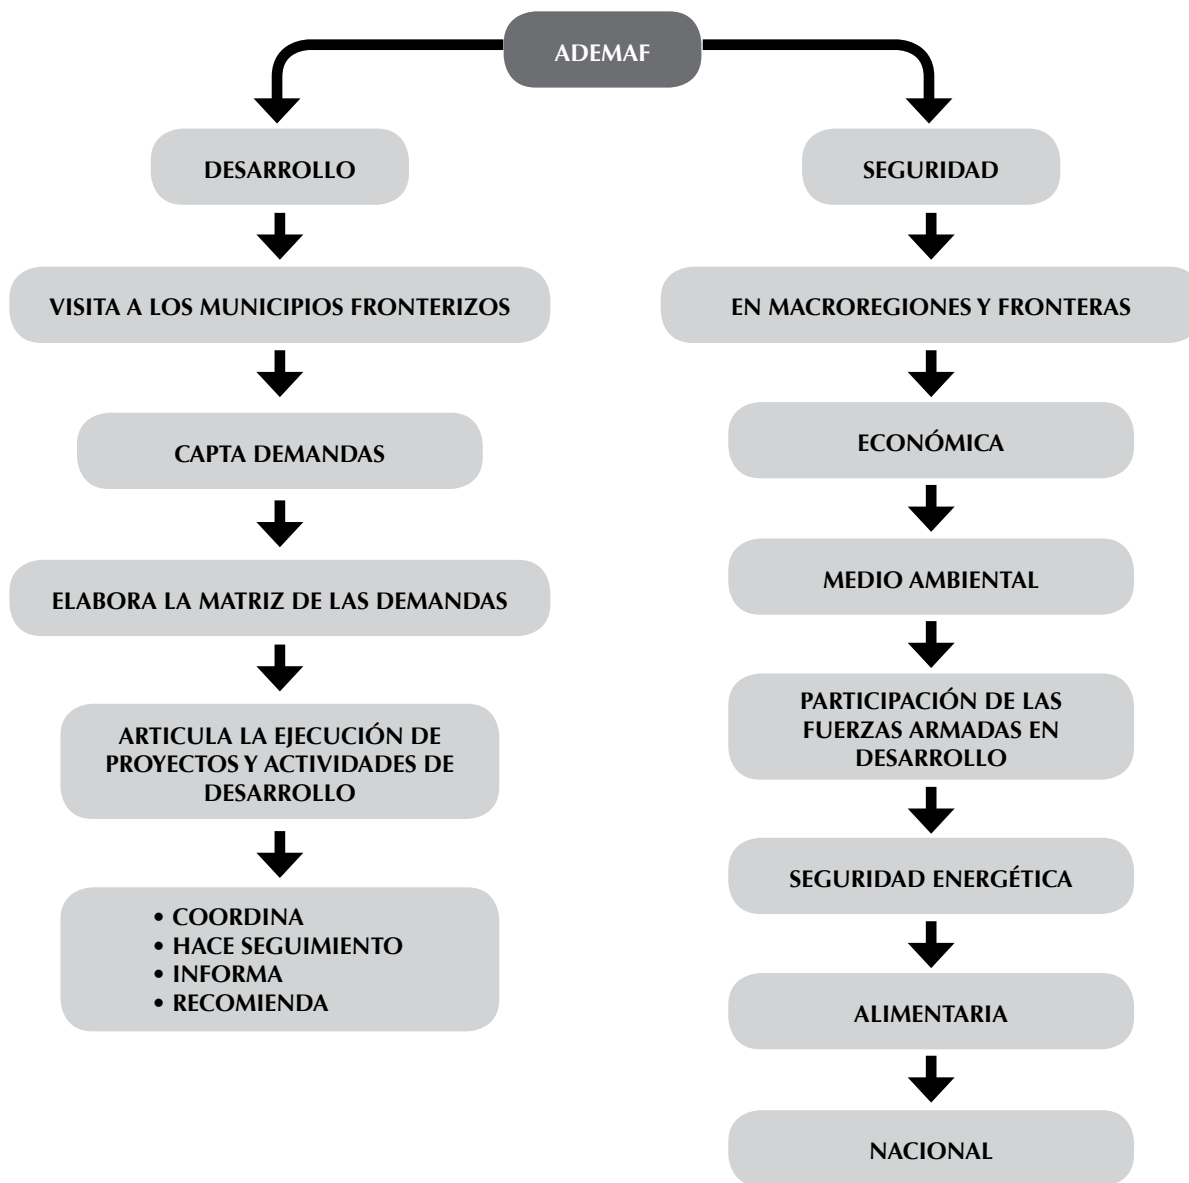 ADEMAF
DESARROLLO
VISITA A LOS MUNICIPIOS FRONTERIZOS
CAPTA DEMANDAS
ELABORA LA MATRIZ DE LAS DEMANDAS
ARTICULA LA EJECUCIÓN DE
PROYECTOS Y ACTIVIDADES DE
DESARROLLO
• COORDINA
• HACE SEGUIMIENTO
• INFORMA
• RECOMIENDA
SEGURIDAD
EN MACROREGIONES Y FRONTERAS
ECONÓMICA
MEDIO AMBIENTAL
PARTICIPACIÓN DE LAS
FUERZAS ARMADAS EN
DESARROLLO
SEGURIDAD ENERGÉTICA
ALIMENTARIA
NACIONAL